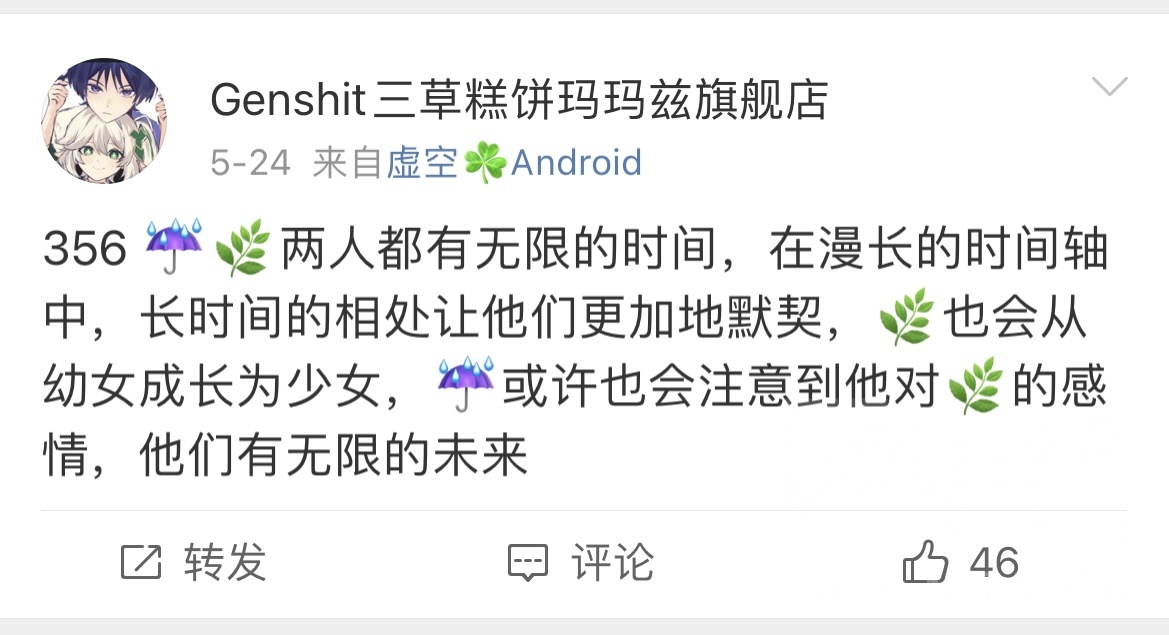 Genshit三草糕饼玛玛兹旗舰店
5-24 来自虚空☘️Android
356 ☔🌿两人都有无限的时间，在漫长的时间轴
中，长时间的相处让他们更加地默契，🌿也会从
幼女成长为少女，☔或许也会注意到他对🌿的感
情，他们有无限的未来
转发
评论
46